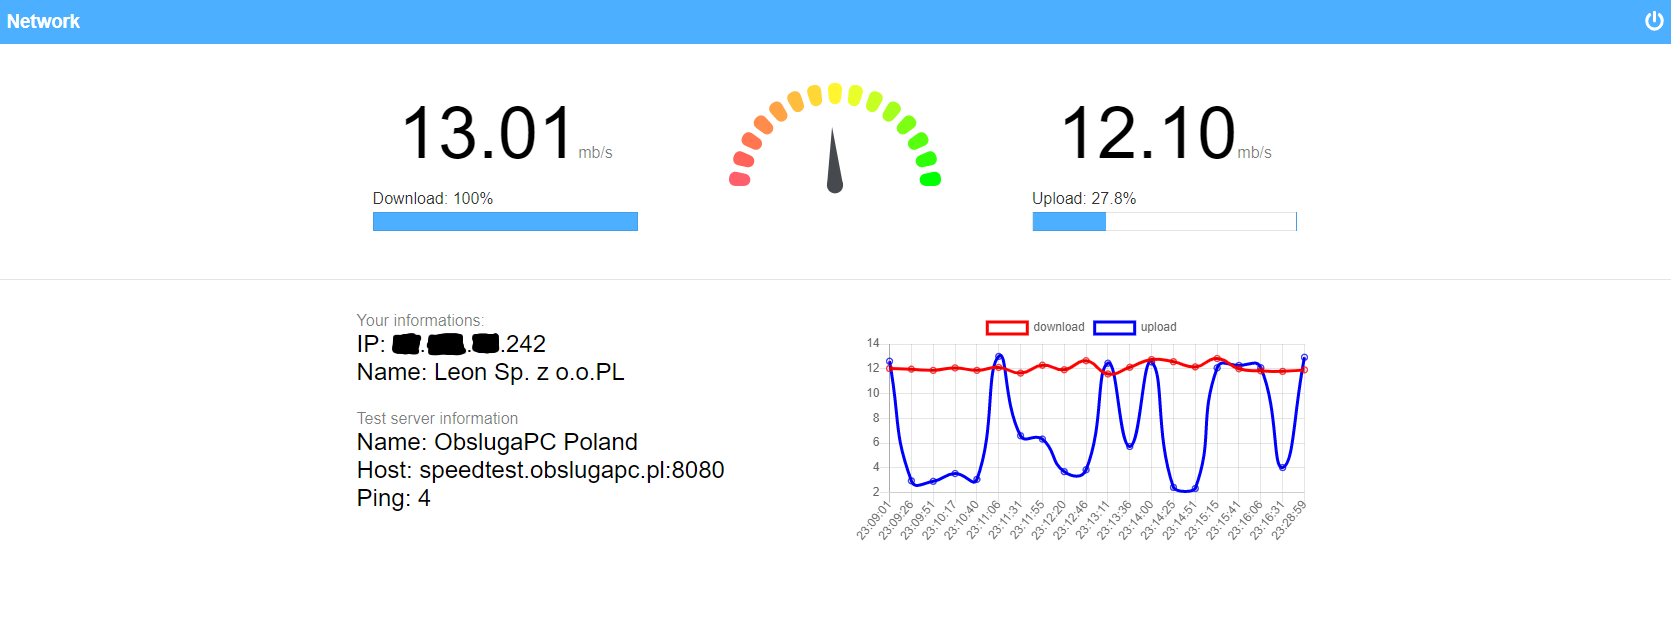 Network
13.01 mb/s
12.10 mb/s
Download: 100%
Upload: 27.8%
Your informations:
IP: . . .242
Name: Leon Sp. z o.o.PL
Test server information
Name: ObslugaPC Poland
Host: speedtest.obslugapc.pl:8080
Ping: 4
download upload
14
12
10
8
6
4
2
23:09:01
23:09:26
23:09:51
23:10:17
23:10:40
23:11:06
23:11:31
23:11:55
23:12:20
23:12:46
23:13:11
23:13:36
23:14:00
23:14:25
23:14:51
23:15:15
23:15:41
23:16:06
23:16:31
23:28:59